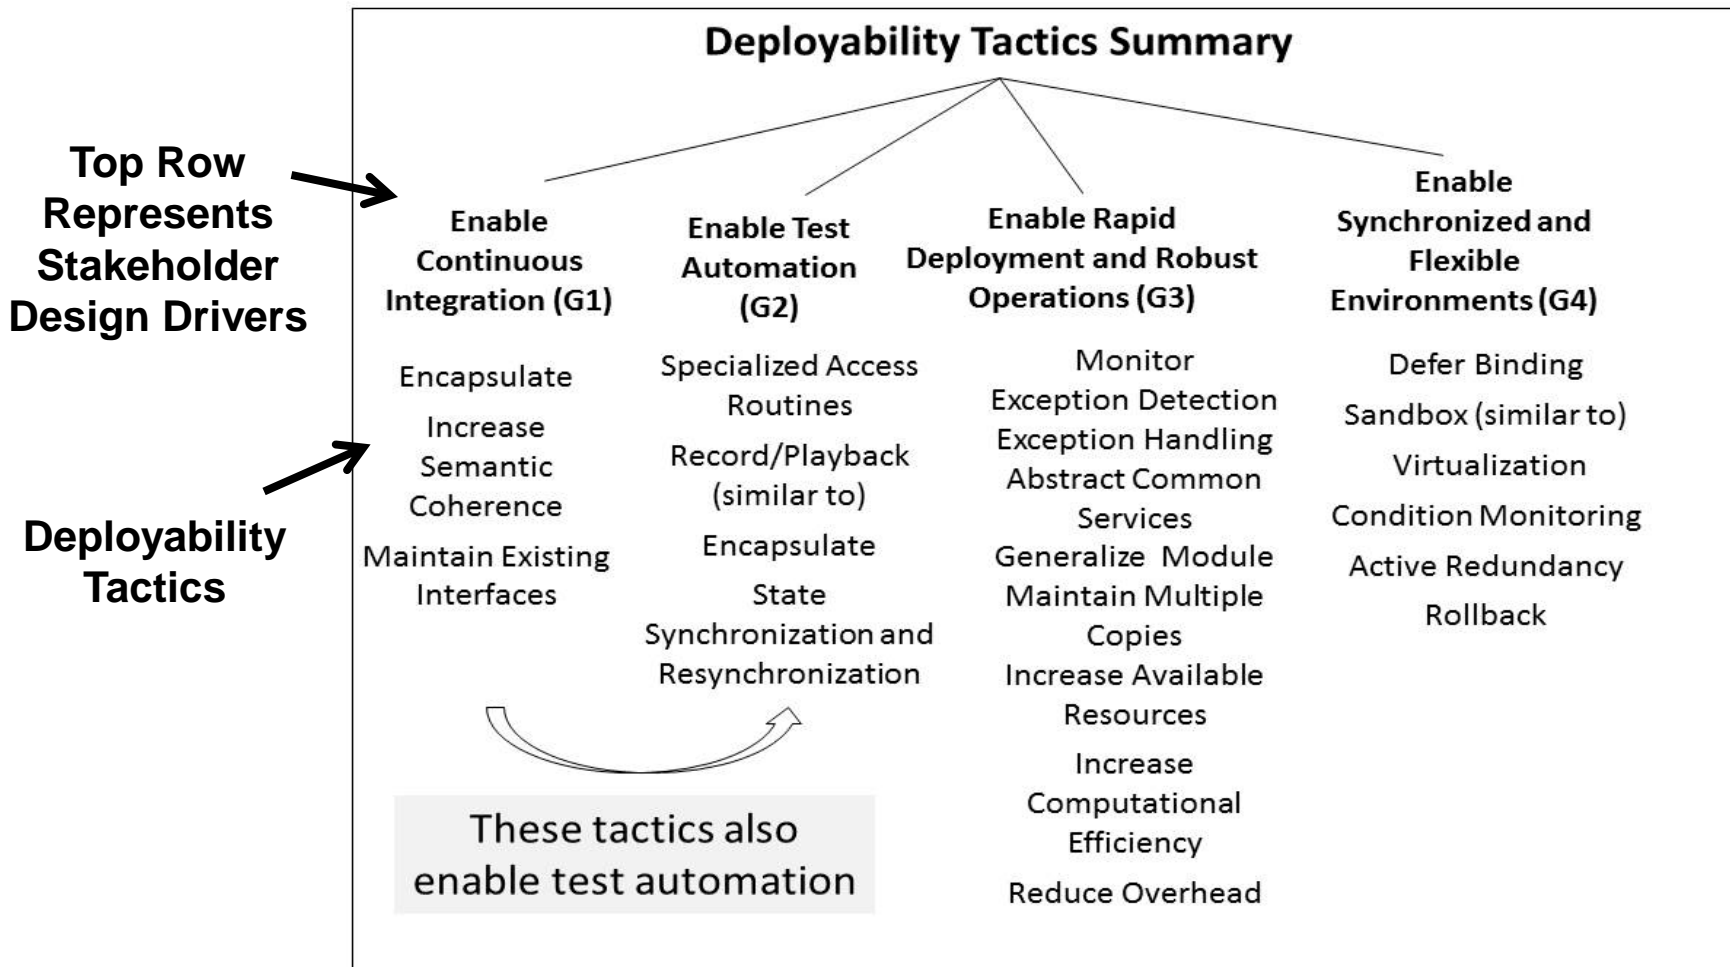 Deployability Tactics Summary
Top Row
Represents
Stakeholder
Design Drivers
Deployability
Tactics
Enable
Continuous
Integration (G1)
Encapsulate
Increase
Semantic
Coherence
Maintain Existing
Interfaces
Enable Test
Automation
(G2)
Specialized Access
Routines
Record/Playback
(similar to)
Encapsulate
State
Synchronization and
Resynchronization
Enable Rapid
Deployment and Robust
Operations (G3)
Monitor
Exception Detection
Exception Handling
Abstract Common
Services
Generalize Module
Maintain Multiple
Copies
Increase Available
Resources
Increase
Computational
Efficiency
Reduce Overhead
Enable
Synchronized and
Flexible
Environments (G4)
Defer Binding
Sandbox (similar to)
Virtualization
Condition Monitoring
Active Redundancy
Rollback
These tactics also
enable test automation